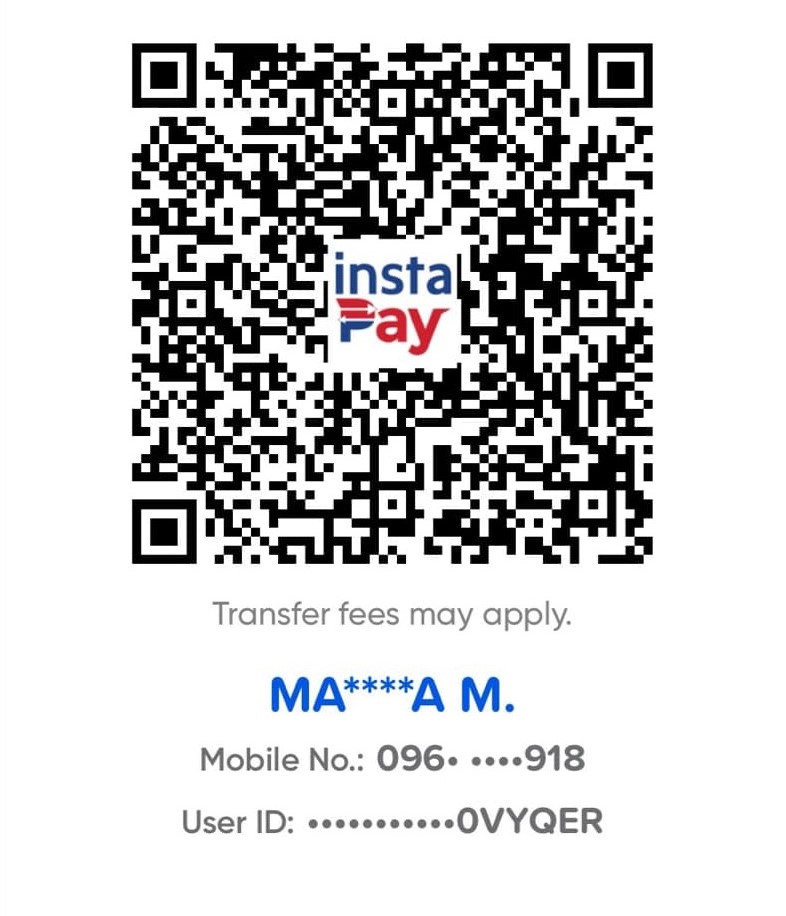 insta
Pay
Transfer fees may apply.
MA****A M.
Mobile No.: 096• ••••918
User ID: •••••••••••0VYQER